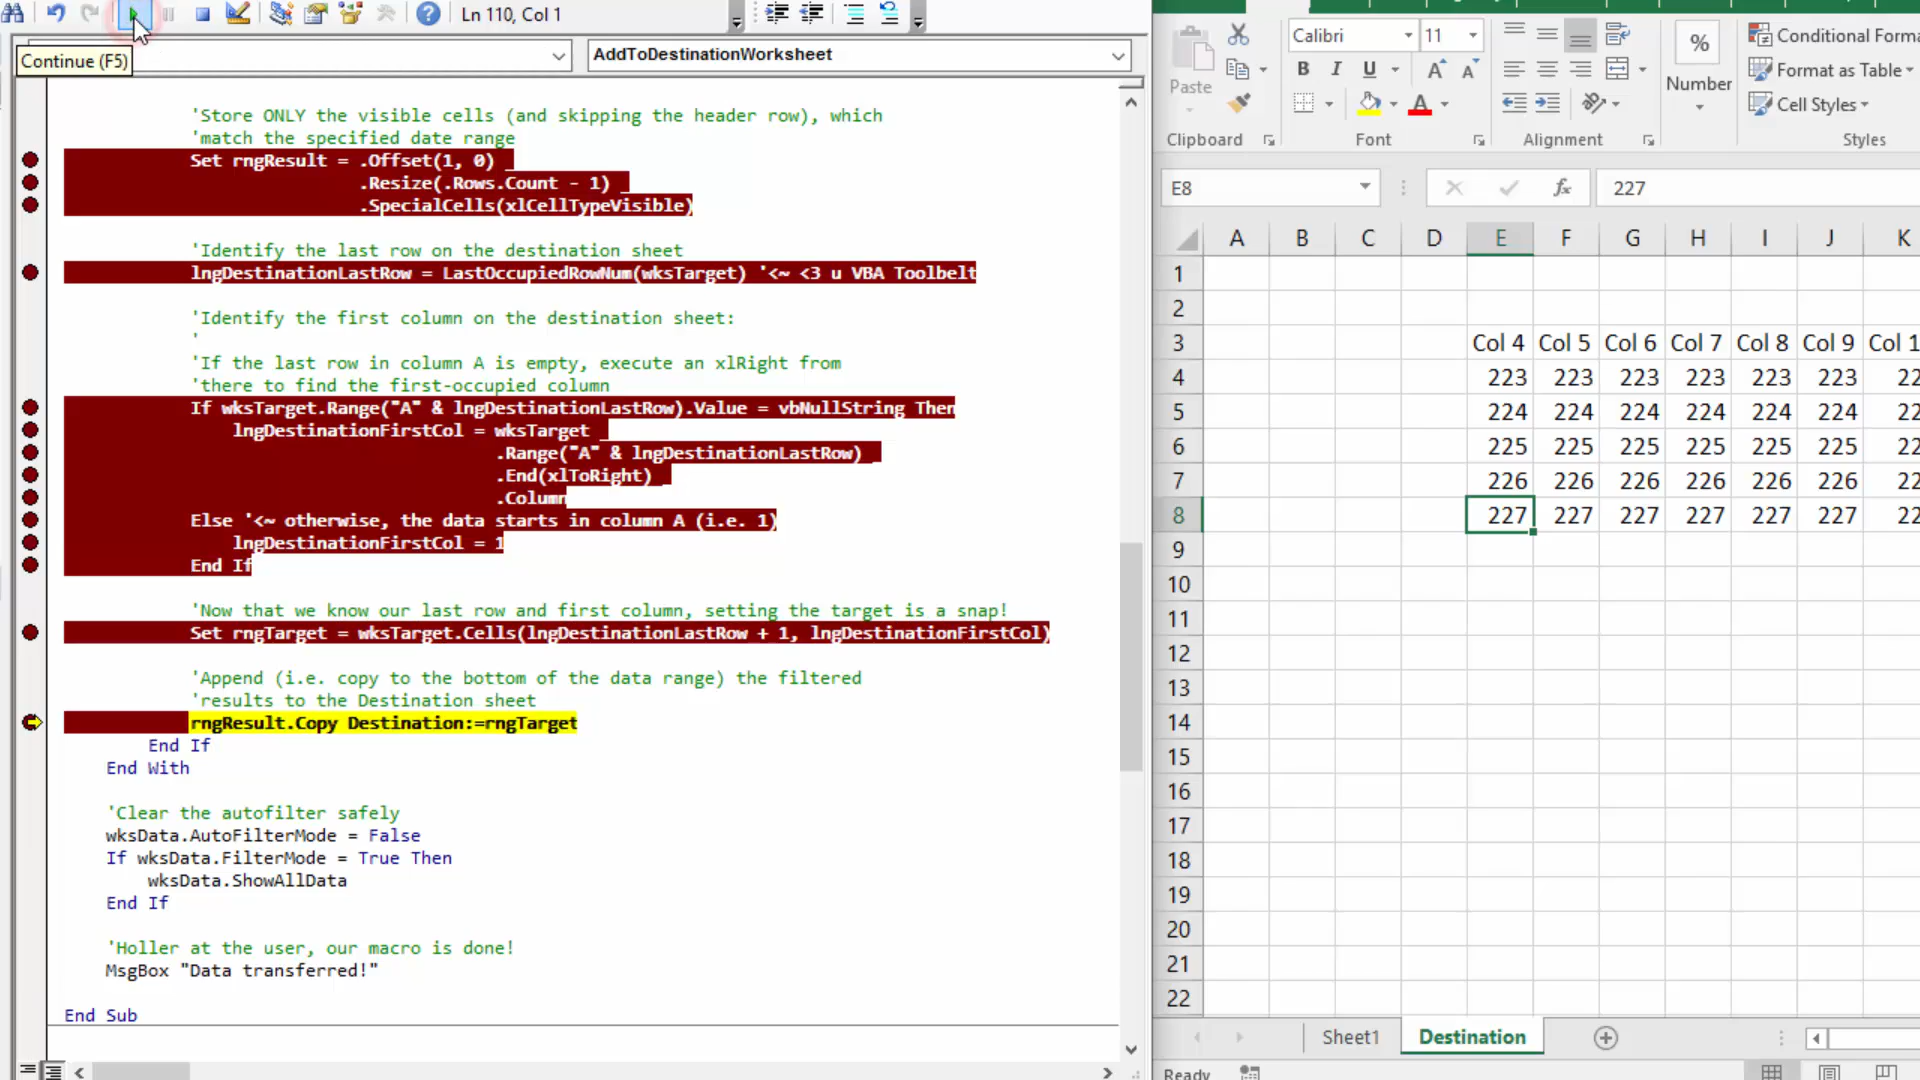 Ln 110, Col 1
Continue (F5)
AddToDestinationWorksheet
'Store ONLY the visible cells (and skipping the header row), which
'match the specified date range
Set rngResult = .Offset(1, 0) _
.Resize(.Rows.Count - 1) _
.SpecialCells(xlCellTypeVisible)
'Identify the last row on the destination sheet
lngDestinationLastRow = LastOccupiedRowNum(wksTarget) '<~ <3 u VBA Toolbelt
'Identify the first column on the destination sheet:
'
'If the last row in column A is empty, execute an xlRight from
'there to find the first-occupied column
If wksTarget.Range("A" & lngDestinationLastRow).Value = vbNullString Then
lngDestinationFirstCol = wksTarget _
.Range("A" & lngDestinationLastRow) _
.End(xlToRight) _
.Column
Else '<~ otherwise, the data starts in column A (i.e. 1)
lngDestinationFirstCol = 1
End If
'Now that we know our last row and first column, setting the target is a snap!
Set rngTarget = wksTarget.Cells(lngDestinationLastRow + 1, lngDestinationFirstCol)
'Append (i.e. copy to the bottom of the data range) the filtered
'results to the Destination sheet
rngResult.Copy Destination:=rngTarget
End If
End With
'Clear the autofilter safely
wksData.AutoFilterMode = False
If wksData.FilterMode = True Then
wksData.ShowAllData
End If
'Holler at the user, our macro is done!
MsgBox "Data transferred!"
End Sub
Calibri 11 % Conditional Forma
B I U A A Number Format as Table
Paste A Cell Styles
Clipboard Font Alignment Styles
E8 fx 227
A B C D E F G H I J K
1
2
3 Col 4 Col 5 Col 6 Col 7 Col 8 Col 9 Col 1
4 223 223 223 223 223 223 22
5 224 224 224 224 224 224 22
6 225 225 225 225 225 225 22
7 226 226 226 226 226 226 22
8 227 227 227 227 227 227 22
9
10
11
12
13
14
15
16
17
18
19
20
21
22
Sheet1 Destination
Ready